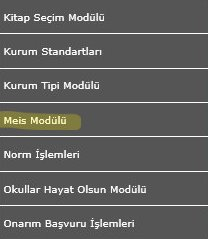 Kitap Seçim Modülü
Kurum Standartları
Kurum Tipi Modülü
Meis Modülü
Norm İşlemleri
Okullar Hayat Olsun Modülü
Onarım Başvuru İşlemleri